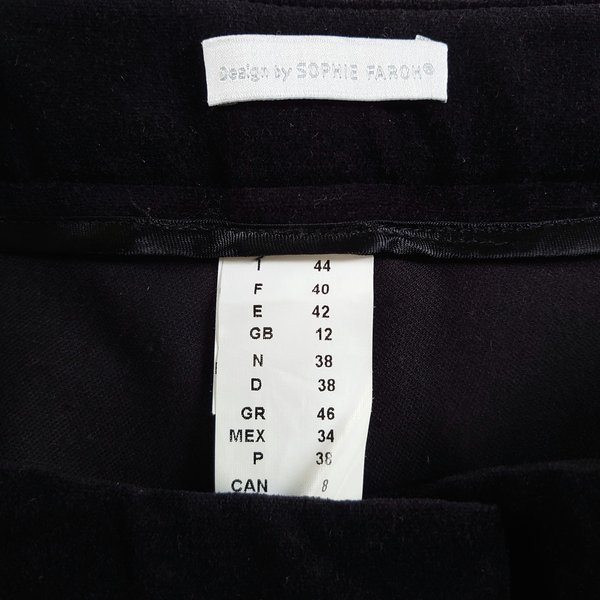 Design by SOPHIE FAROH®
I 44
F 40
E 42
GB 12
N 38
D 38
GR 46
MEX 34
P 38
CAN 8